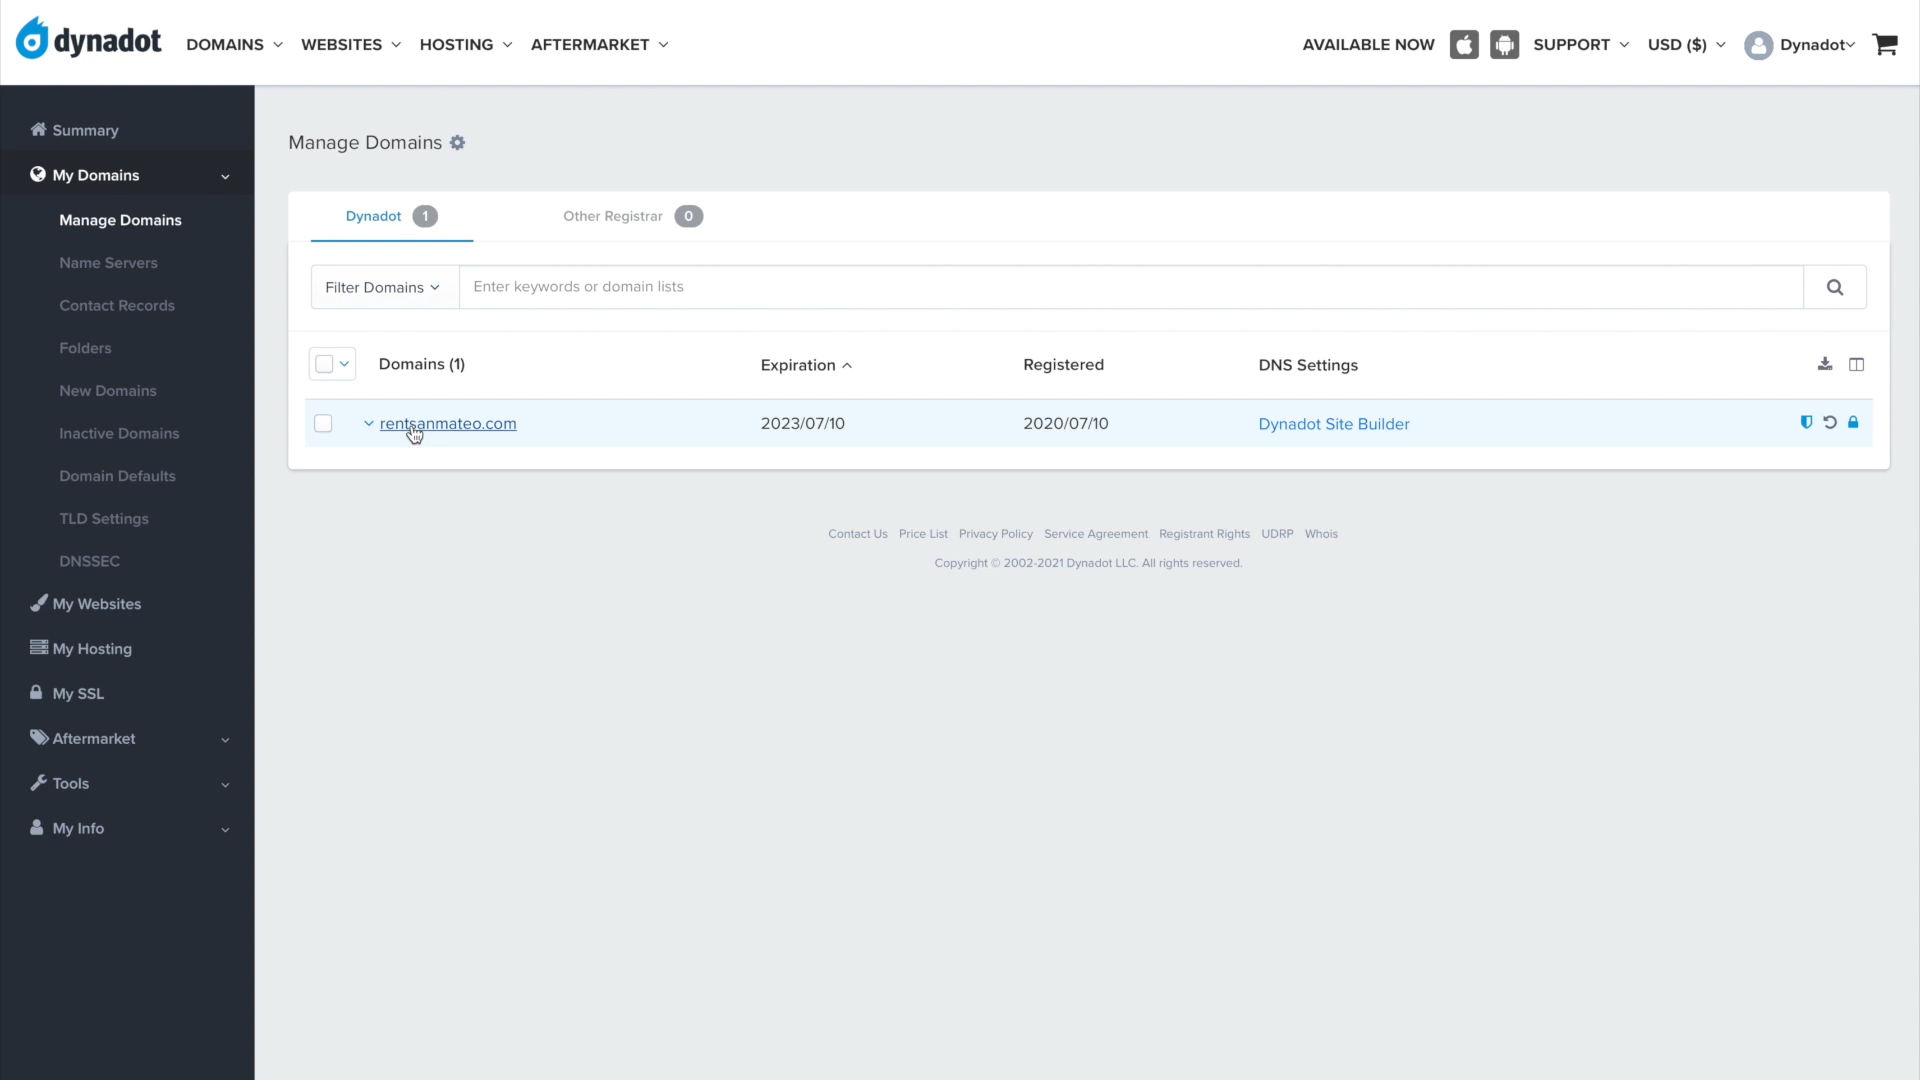 dynadot DOMAINS WEBSITES HOSTING AFTERMARKET AVAILABLE NOW SUPPORT USD ($) Dynadot
Summary
My Domains
Manage Domains
Name Servers
Contact Records
Folders
New Domains
Inactive Domains
Domain Defaults
TLD Settings
DNSSEC
My Websites
My Hosting
My SSL
Aftermarket
Tools
My Info
Manage Domains
Dynadot 1 Other Registrar 0
Filter Domains Enter keywords or domain lists
Domains (1) Expiration Registered DNS Settings
rentsanmateo.com 2023/07/10 2020/07/10 Dynadot Site Builder
Contact Us Price List Privacy Policy Service Agreement Registrant Rights UDRP Whois
Copyright © 2002-2021 Dynadot LLC. All rights reserved.